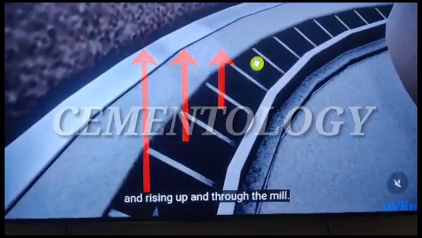 CEMENTOLOGY
and rising up and through the mill.